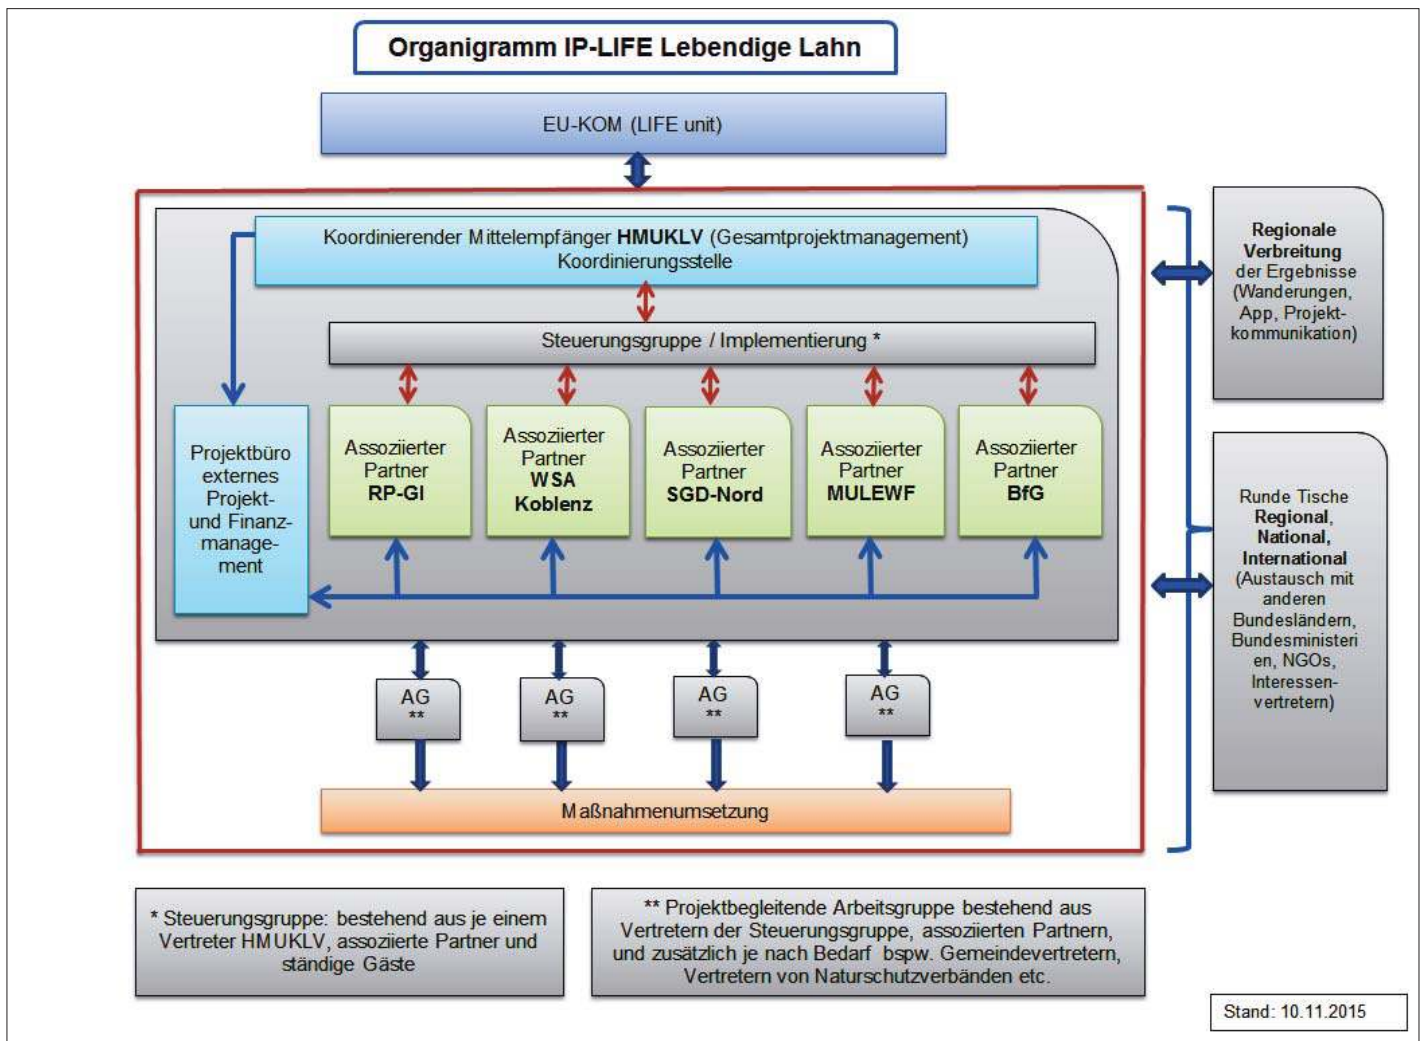 Organigramm IP-LIFE Lebendige Lahn
EU-KOM (LIFE unit)
Koordinierender Mittelempfänger HMUKLV (Gesamtprojektmanagement)
Koordinierungsstelle
Steuerungsgruppe / Implementierung *
Projektbüro
externes
Projekt-
und Finanz-
manage-
ment
Assoziierter
Partner
RP-GI
Assoziierter
Partner
WSA
Koblenz
Assoziierter
Partner
SGD-Nord
Assoziierter
Partner
MULEWF
Assoziierter
Partner
BfG
AG
**
AG
**
AG
**
AG
**
Maßnahmenumsetzung
Regionale
Verbreitung
der Ergebnisse
(Wanderungen,
App, Projekt-
kommunikation)
Runde Tische
Regional,
National,
International
(Austausch mit
anderen
Bundesländern,
Bundesministeri
en, NGOs,
Interessen-
vertretern)
* Steuerungsgruppe: bestehend aus je einem
Vertreter HMUKLV, assoziierte Partner und
ständige Gäste
** Projektbegleitende Arbeitsgruppe bestehend aus
Vertretern der Steuerungsgruppe, assoziierten Partnern,
und zusätzlich je nach Bedarf bspw. Gemeindevertretern,
Vertretern von Naturschutzverbänden etc.
Stand: 10.11.2015